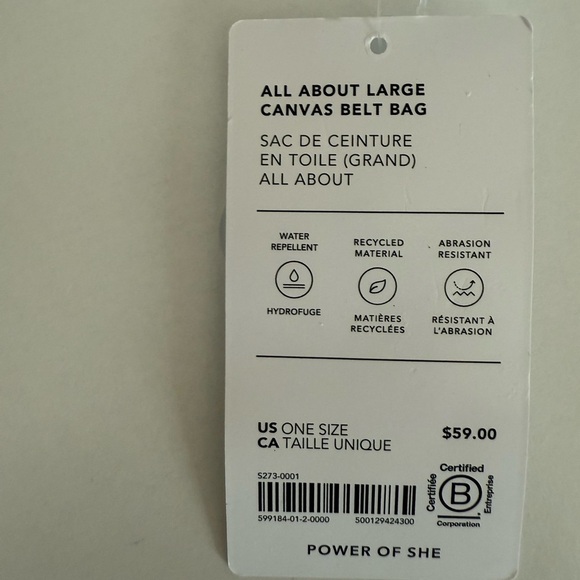 ALL ABOUT LARGE
CANVAS BELT BAG
SAC DE CEINTURE
EN TOILE (GRAND)
ALL ABOUT
WATER
REPELLENT
HYDROFUGE
RECYCLED
MATERIAL
MATIÈRES
RECYCLÉES
ABRASION
RESISTANT
RÉSISTANT À
L'ABRASION
US ONE SIZE
CA TAILLE UNIQUE
$59.00
S273-0001
599184-01-2-0000 500129424300
Certified
Certifiée
B
Entreprise
Corporation
POWER OF SHE